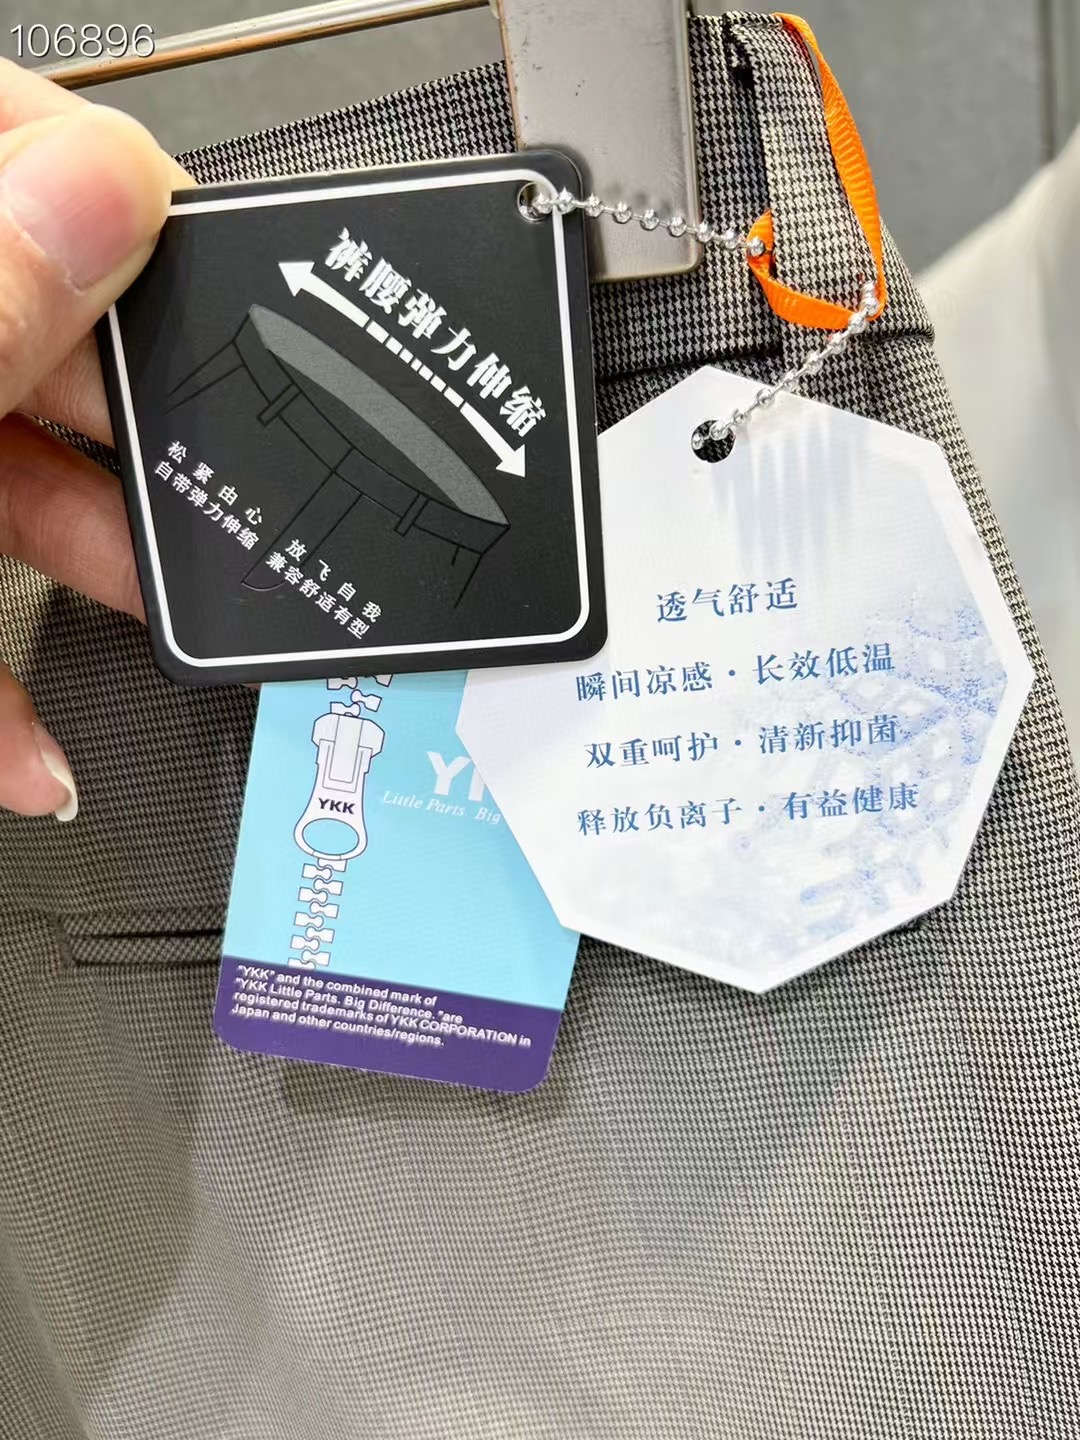 106896
裤腰弹力伸缩
松紧由心
自带弹力伸缩
放飞自我
兼容舒适有型
透气舒适
瞬间凉感·长效低温
双重呵护·清新抑菌
释放负离子·有益健康
YKK
Little Parts. Big
"YKK" and the combined mark of
"YKK Little Parts. Big Difference. "are
registered trademarks of YKK CORPORATION in
Japan and other countries/regions.